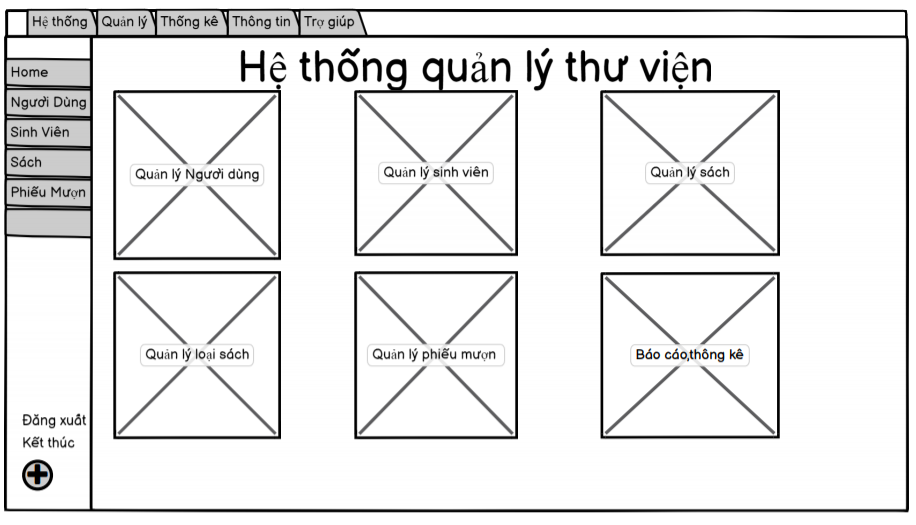 Hệ thống Quản lý Thống kê Thông tin Trợ giúp
Hệ thống quản lý thư viện
Home
Người Dùng
Sinh Viên
Sách
Phiếu Mượn
Quản lý Người dùng
Quản lý sinh viên
Quản lý sách
Quản lý loại sách
Quản lý phiếu mượn
Báo cáo,thông kê
Đăng xuất
Kết thúc